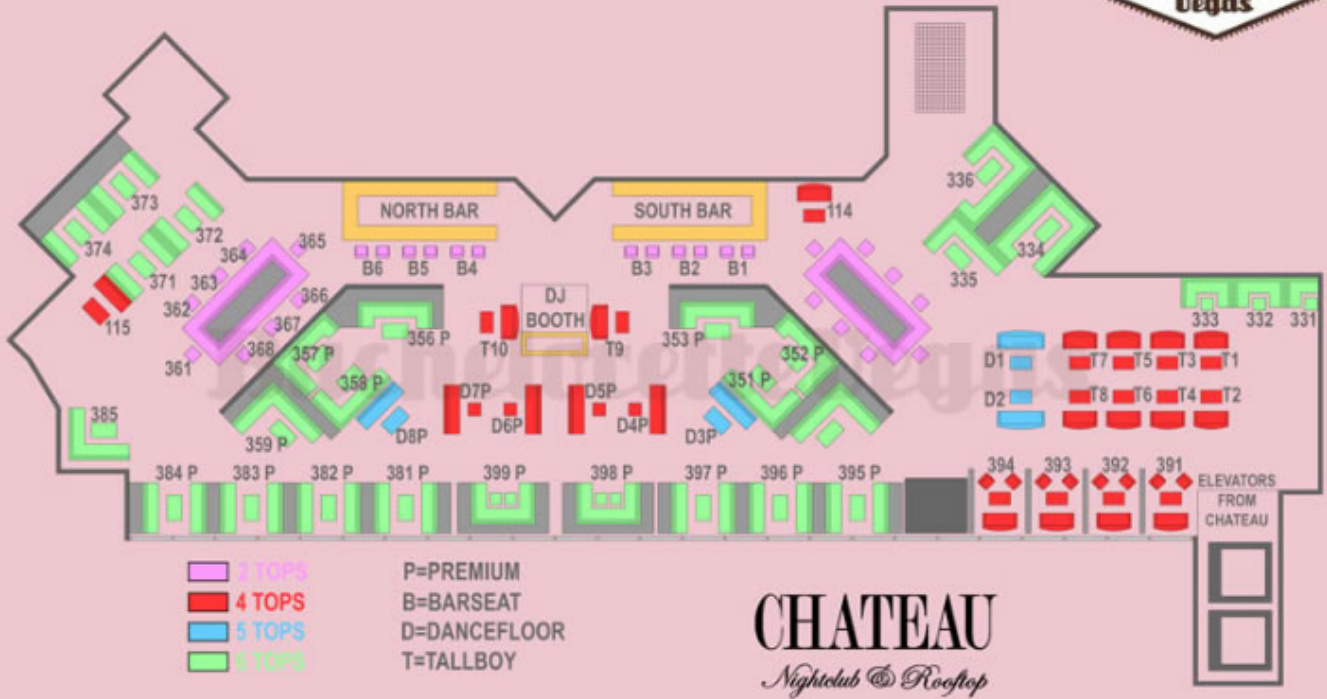 Vegas
336
373
NORTH BAR
SOUTH BAR
114
372
374
365
364
334
B6 B5 B4
B3 B2 B1
335
371
363
366
DJ
BOOTH
362
115
333 332 331
367
T10
T9
356 P
353 P
368
357 P
352 P
361
D1
T7 T5 T3 T1
358 P
351 P
D7P
D5P
D2
T8 T6 T4 T2
385
D6P
D4P
D8P
D3P
359 P
384 P 383 P 382 P 381 P 399 P 398 P 397 P 396 P 395 P
394 393 392 391
ELEVATORS
FROM
CHATEAU
2 TOPS
P=PREMIUM
4 TOPS
B=BARSEAT
5 TOPS
D=DANCEFLOOR
6 TOPS
T=TALLBOY
CHATEAU
Nightclub & Rooftop